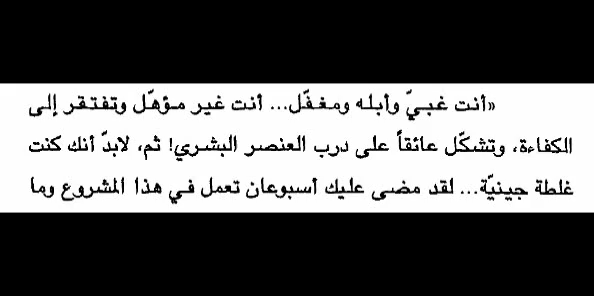 «أنت غبيّ وأبله ومغفّل... أنت غير مؤهّل وتفتقر إلى
الكفاءة، وتشكّل عائقاً على درب العنصر البشري! ثم، لابدّ أنك كنت
غلطة جينيّة... لقد مضى عليك أسبوعان تعمل في هذا المشروع وما